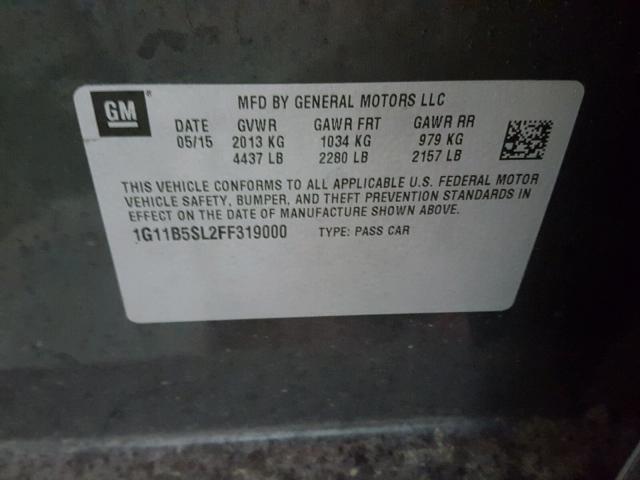 GM
MFD BY GENERAL MOTORS LLC
DATE GVWR GAWR FRT GAWR RR
05/15 2013 KG 1034 KG 979 KG
4437 LB 2280 LB 2157 LB
THIS VEHICLE CONFORMS TO ALL APPLICABLE U.S. FEDERAL MOTOR
VEHICLE SAFETY, BUMPER, AND THEFT PREVENTION STANDARDS IN
EFFECT ON THE DATE OF MANUFACTURE SHOWN ABOVE.
1G11B5SL2FF319000 TYPE: PASS CAR